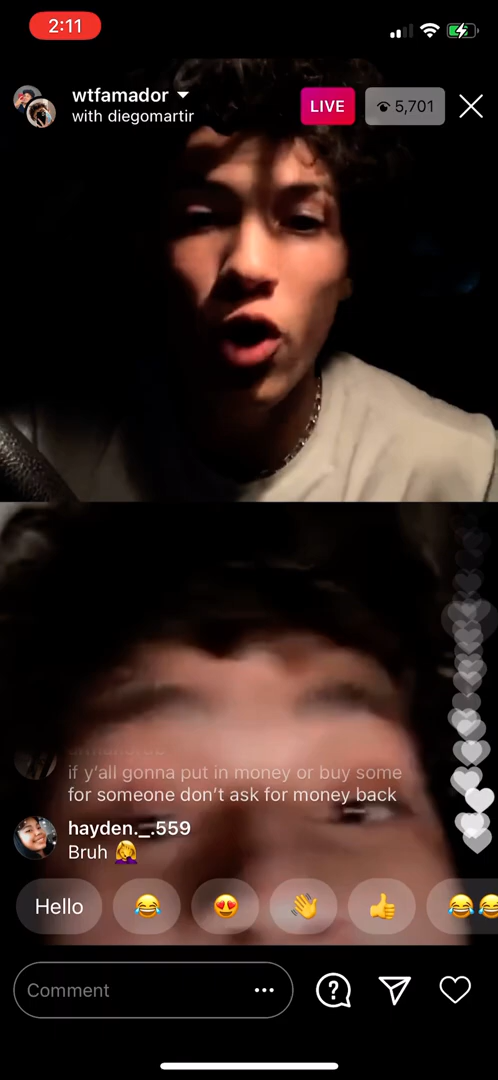 2:11
wtfamador
with diegomartir
LIVE
5,701
if y'all gonna put in money or buy some
for someone don't ask for money back
hayden._.559
Bruh 🤦‍♀️
Hello 😂 😍 👋 👍 😂😂
Comment